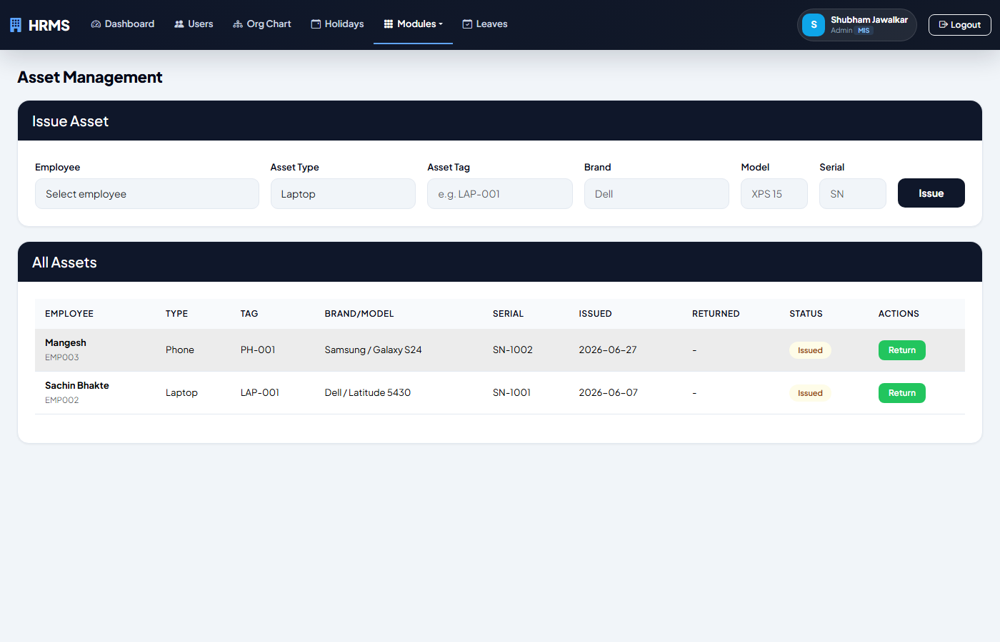 HRMS Dashboard Users Org Chart Holidays Modules Leaves S Shubham Jawalkar Logout
Admin MIS
Asset Management
Issue Asset
Employee Asset Type Asset Tag Brand Model Serial
Select employee Laptop e.g. LAP-001 Dell XPS 15 SN Issue
All Assets
EMPLOYEE TYPE TAG BRAND/MODEL SERIAL ISSUED RETURNED STATUS ACTIONS
Mangesh
EMP003 Phone PH-001 Samsung / Galaxy S24 SN-1002 2026-06-27 - Issued Return
Sachin Bhakte
EMP002 Laptop LAP-001 Dell / Latitude 5430 SN-1001 2026-06-07 - Issued Return